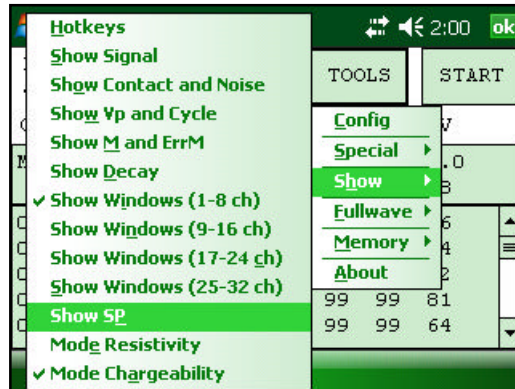 2:00 ok
TOOLS START
Hotkeys
Show Signal
Show Contact and Noise
Show Vp and Cycle
Show M and ErrM
Show Decay
Show Windows (1-8 ch)
Show Windows (9-16 ch)
Show Windows (17-24 ch)
Show Windows (25-32 ch)
Show SP
Mode Resistivity
Mode Chargeability
Config
Special
Show
Fullwave
Memory
About
V
.0
99 99 81
99 99 64